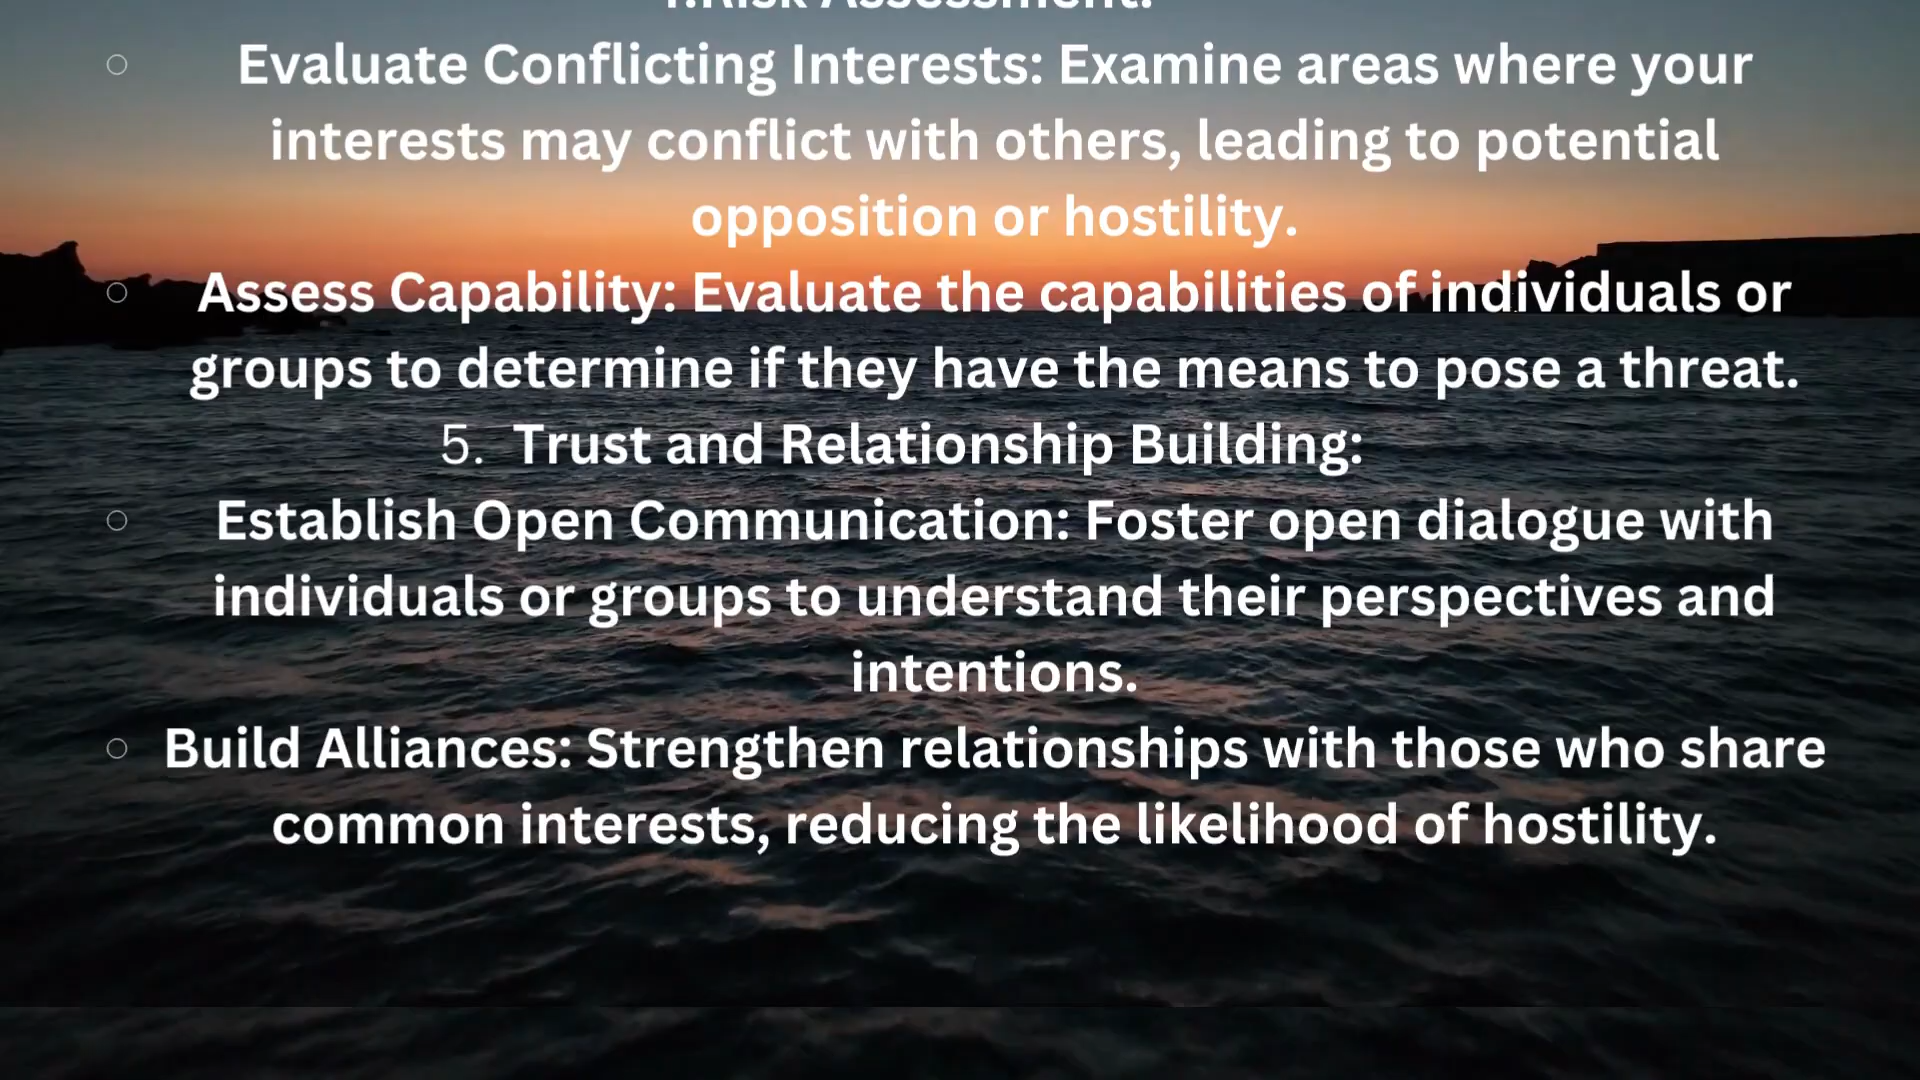 Risk Assessment:
Evaluate Conflicting Interests: Examine areas where your
interests may conflict with others, leading to potential
opposition or hostility.
Assess Capability: Evaluate the capabilities of individuals or
groups to determine if they have the means to pose a threat.
5. Trust and Relationship Building:
Establish Open Communication: Foster open dialogue with
individuals or groups to understand their perspectives and
intentions.
Build Alliances: Strengthen relationships with those who share
common interests, reducing the likelihood of hostility.